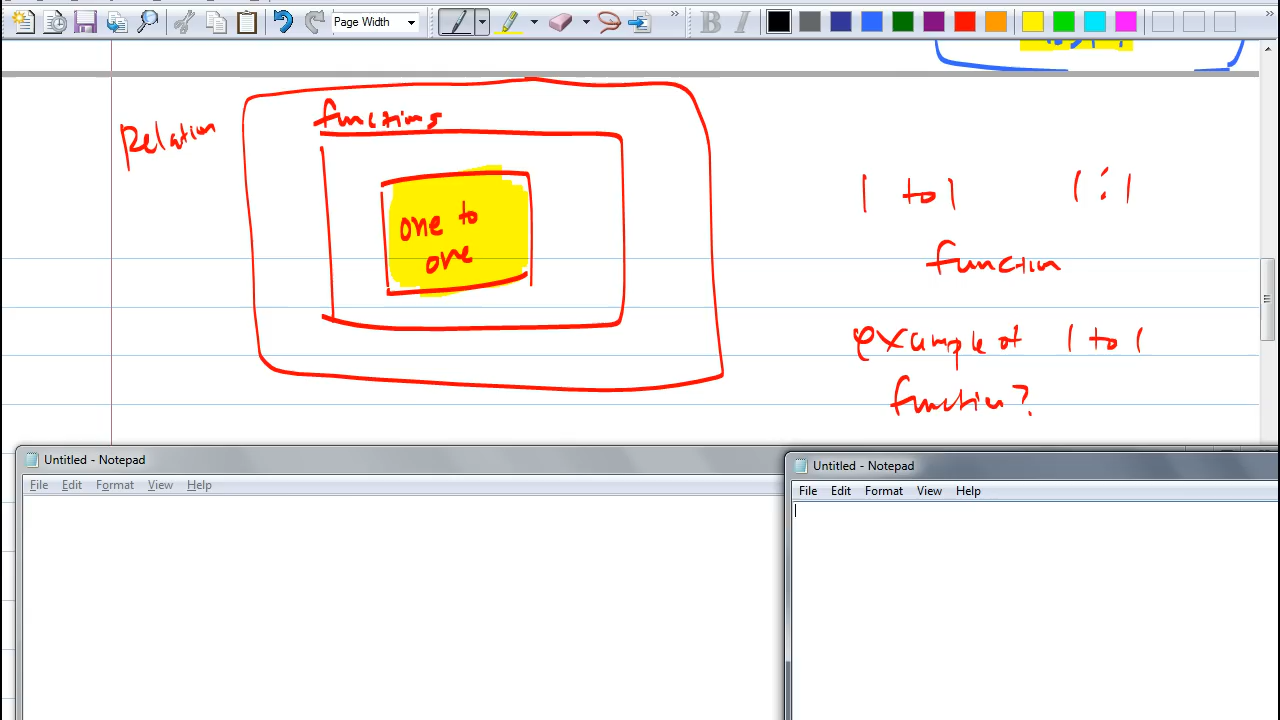 Page Width
B I
Relation
functions
one to
one
1 to 1 1:1
function
example of 1 to 1
function?
Untitled - Notepad
File Edit Format View Help
Untitled - Notepad
File Edit Format View Help